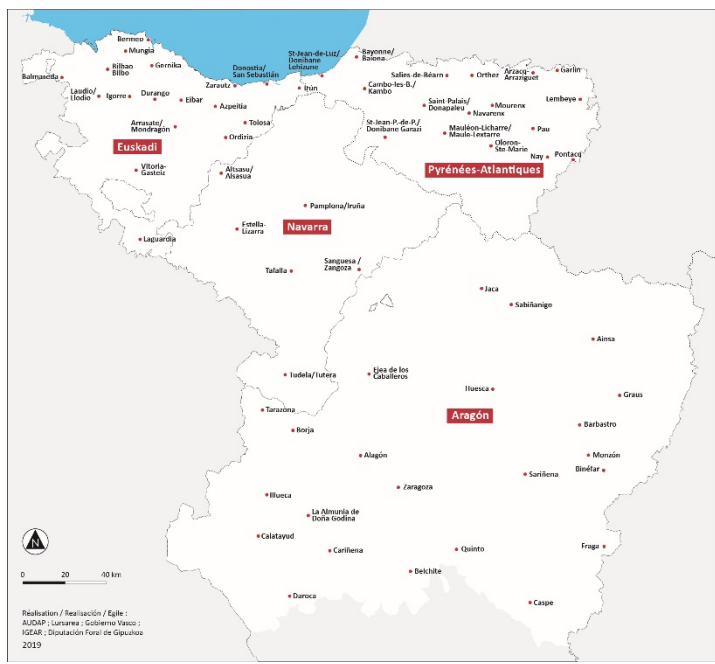 Bermeo
Mungia
Bilbao
Bilbo
Gernika
Balmaseda
Laudio/
Llodio
Igorre
Durango
Eibar
Arrasate/
Mondragón
Euskadi
Vitoria-
Gasteiz
Laguardia
Zarautz
Donostia/
San Sebastián
Azpeitia
Tolosa
Ordizia
Irún
St-Jean-de-Luz/
Donibane
Lohizune
Bayonne/
Baiona
Cambo-les-B./
Kambo
St-Jean-P.-de-P./
Donibane Garazi
Salies-de-Béarn
Orthez
Arzacq-
Arraziguet
Garlin
Lembeye
Saint-Palais/
Donapaleu
Mourenx
Navarrenx
Mauléon-Licharre/
Maule-Lextarre
Oloron-
Ste-Marie
Pau
Nay
Pontacq
Pyrénées-Atlantiques
Altsasu/
Alsasua
Pamplona/Iruña
Estella-
Lizarra
Navarra
Tafalla
Sanguesa /
Zangoza
Tudela/Tutera
Jaca
Sabiñanigo
Ainsa
Ejea de los
Caballeros
Huesca
Graus
Aragón
Tarazona
Borja
Barbastro
Alagón
Monzón
Binéfar
Sariñena
Zaragoza
Illueca
La Almunia de
Doña Godina
Calatayud
Cariñena
Quinto
Fraga
Belchite
Daroca
Caspe
N
0 20 40 km
Réalisation / Realisación / Egile :
AUDAP ; Lursarea ; Gobierno Vasco ;
IGEAR ; Diputación Foral de Gipuzkoa
2019